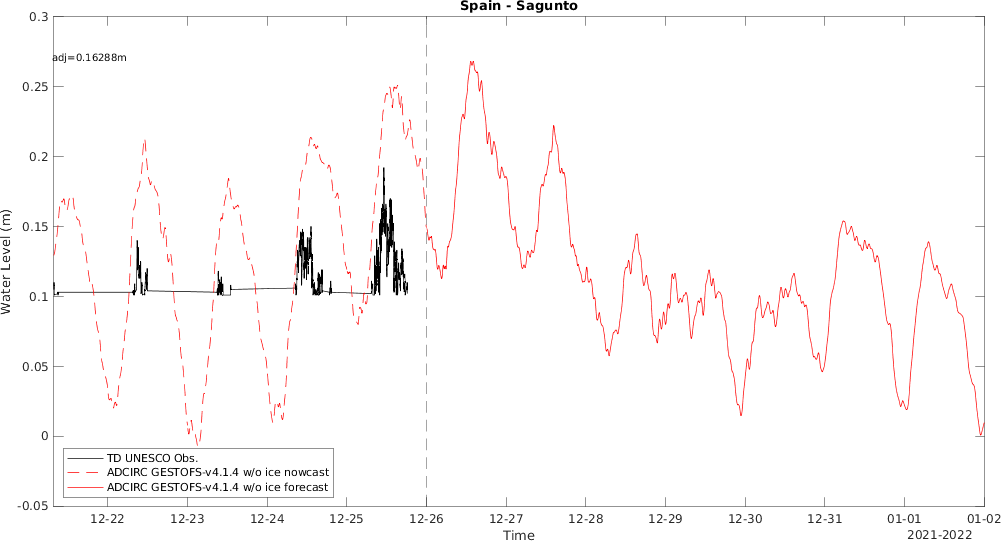 Spain - Sagunto
0.3
adj=0.16288m
0.25
0.2
0.15
0.1
0.05
0
-0.05
Water Level (m)
TD UNESCO Obs.
ADCIRC GESTOFS-v4.1.4 w/o ice nowcast
ADCIRC GESTOFS-v4.1.4 w/o ice forecast
12-22 12-23 12-24 12-25 12-26 12-27 12-28 12-29 12-30 12-31 01-01 01-02
Time
2021-2022